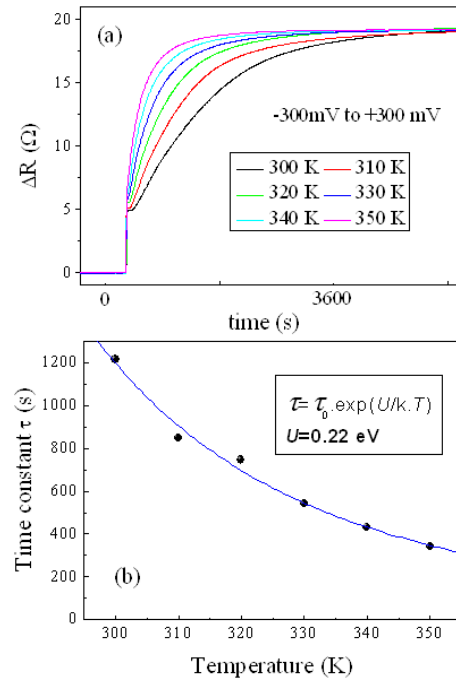 (a)
20
15
10
5
0
ΔR (Ω)
-300mV to +300 mV
300 K 310 K
320 K 330 K
340 K 350 K
0 3600
time (s)
1200
1000
800
600
400
200
0
Time constant τ (s)
τ= τ0.exp(U/k.T)
U=0.22 eV
(b)
300 310 320 330 340 350
Temperature (K)